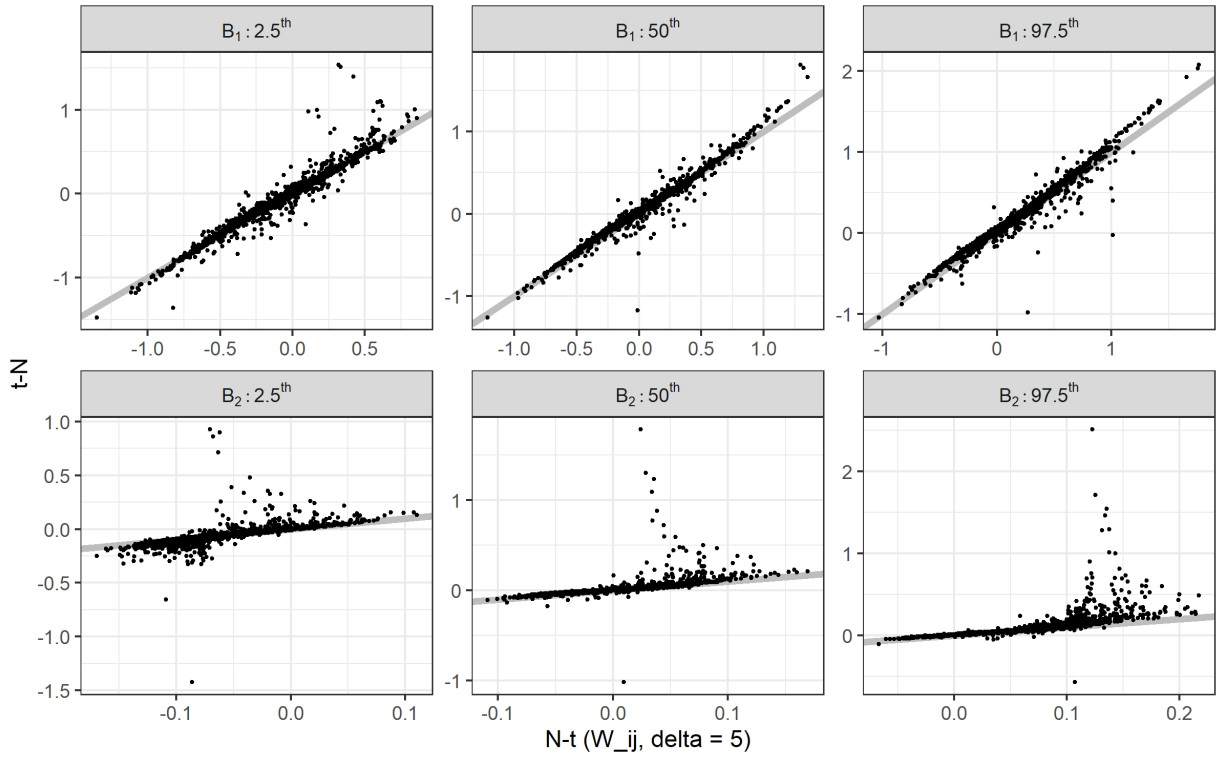 B₁ : 2.5ᵗʰ
B₁ : 50ᵗʰ
B₁ : 97.5ᵗʰ
1
0
-1
-1.0 -0.5 0.0 0.5
1
0
-1
-1.0 -0.5 0.0 0.5 1.0
2
1
0
-1
-1 0 1
t-N
B₂ : 2.5ᵗʰ
B₂ : 50ᵗʰ
B₂ : 97.5ᵗʰ
1.0
0.5
0.0
-0.5
-1.0
-1.5
-0.1 0.0 0.1
1
0
-1
-0.1 0.0 0.1
2
1
0
0.0 0.1 0.2
N-t (W_ij, delta = 5)